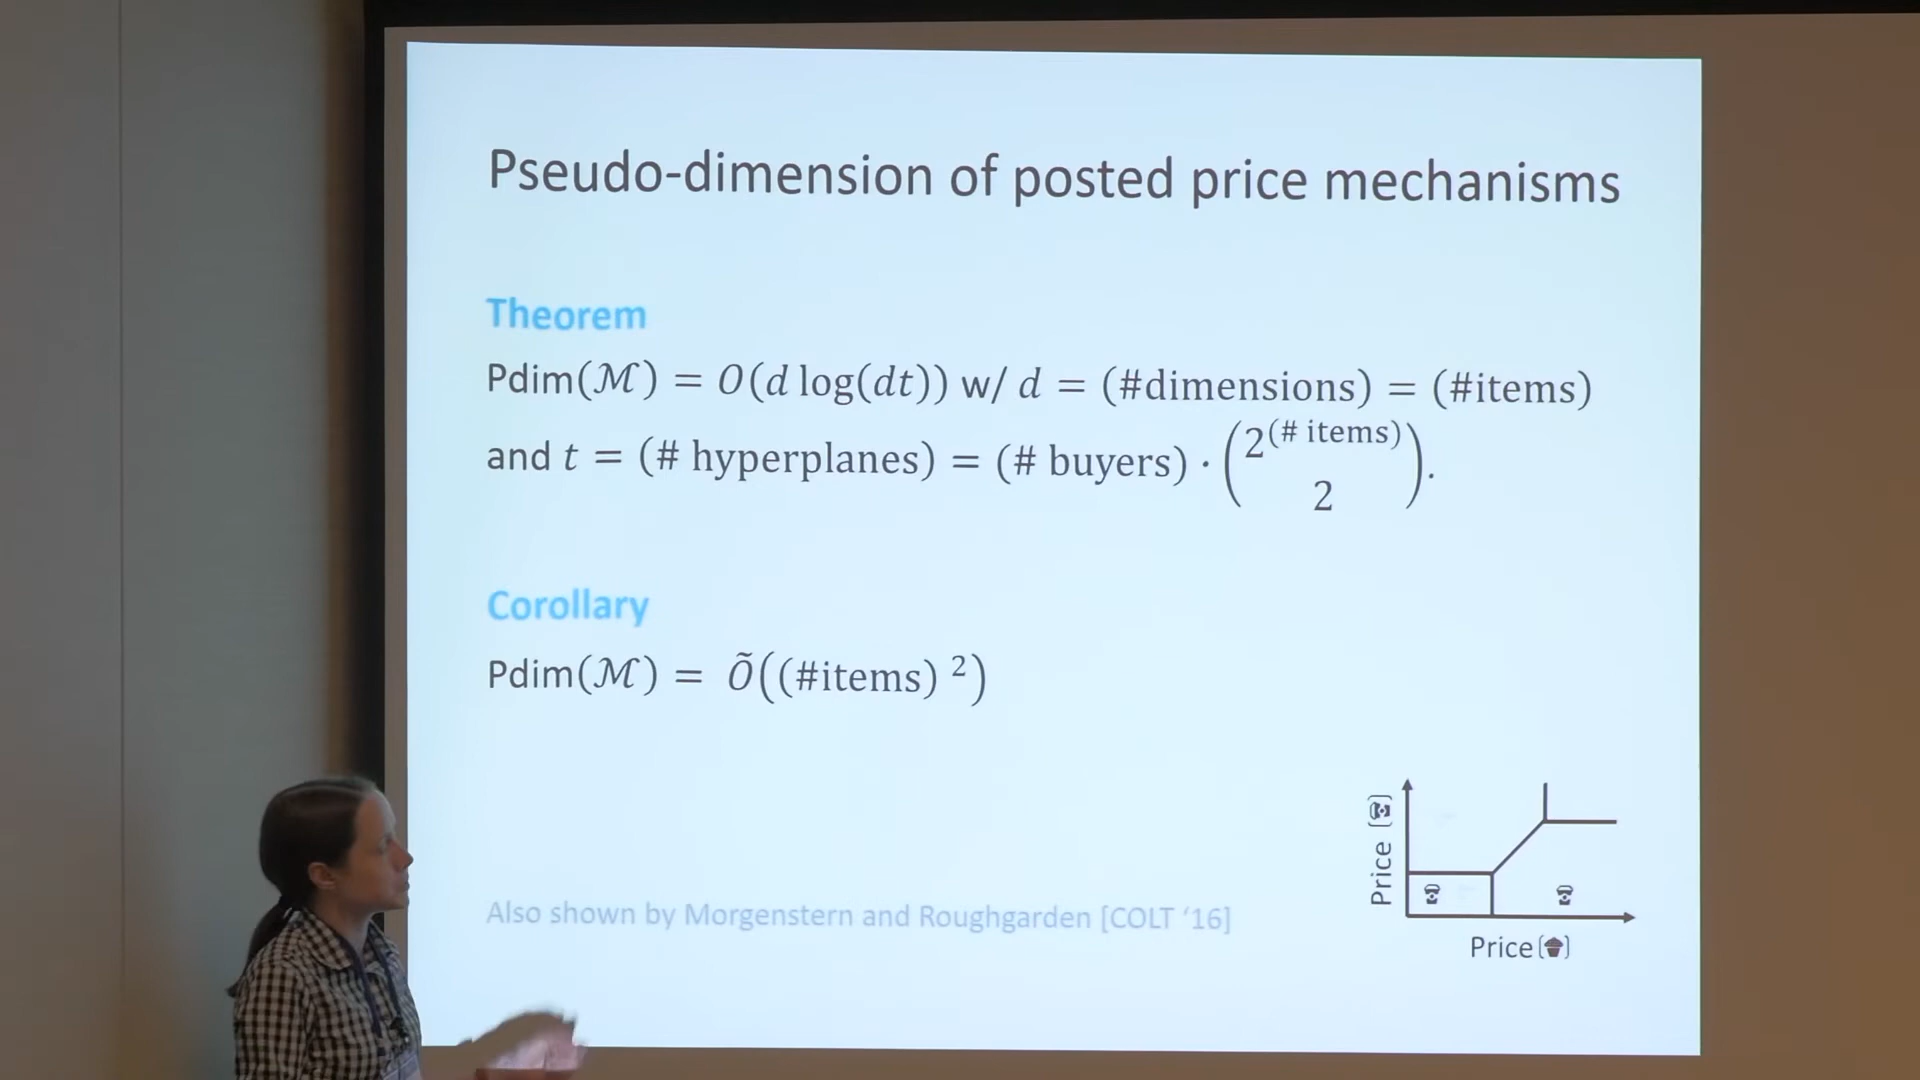 Pseudo-dimension of posted price mechanisms
Theorem
Pdim(ℳ) = O(d log(dt)) w/ d = (#dimensions) = (#items)
and t = (# hyperplanes) = (# buyers) · (2^(# items) 2).
Corollary
Pdim(ℳ) = Õ((#items)²)
Also shown by Morgenstern and Roughgarden [COLT ‘16]
Price
Price